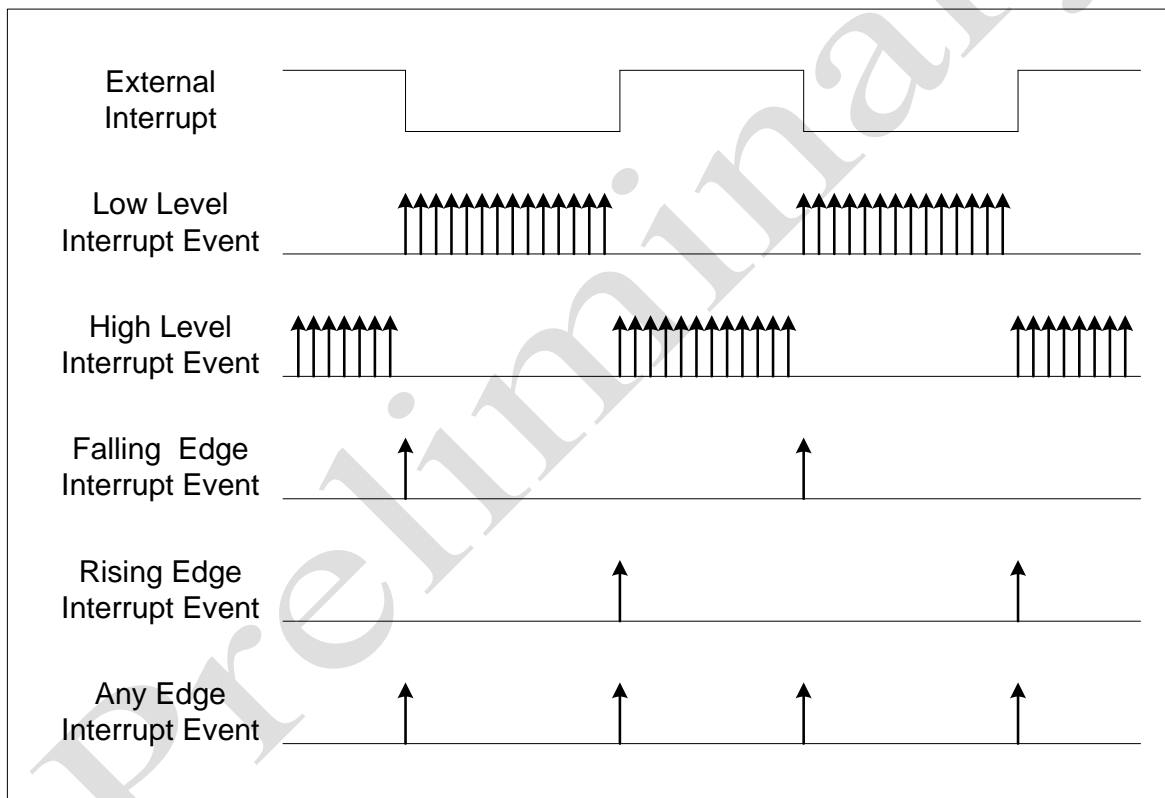 External
Interrupt
Low Level
Interrupt Event
High Level
Interrupt Event
Falling Edge
Interrupt Event
Rising Edge
Interrupt Event
Any Edge
Interrupt Event
Preliminary